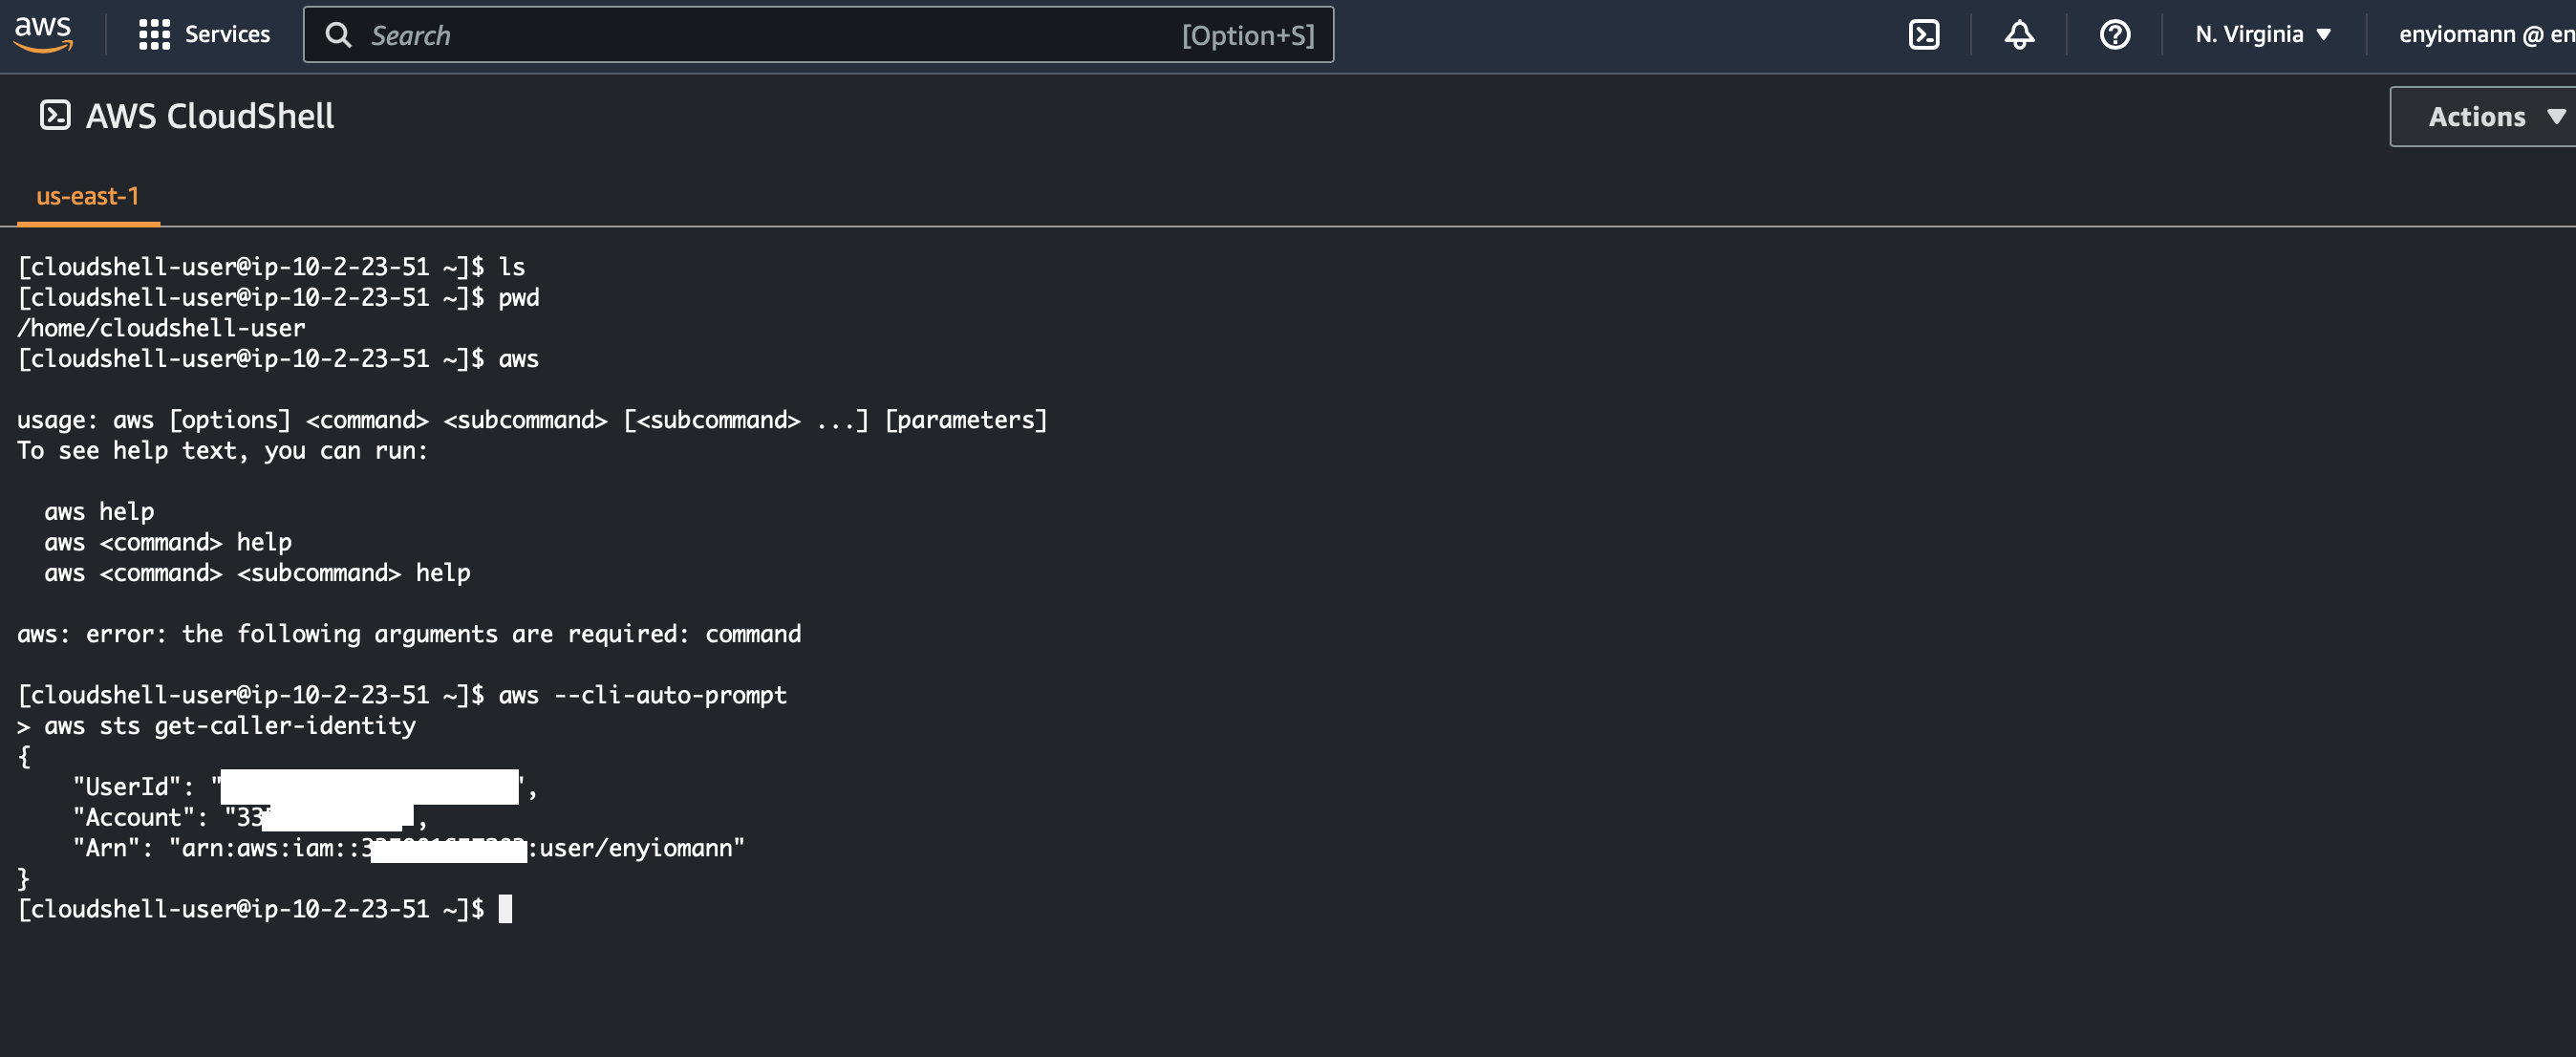 aws Services Search [Option+S] N. Virginia enyiomann @ en
AWS CloudShell Actions
us-east-1
[cloudshell-user@ip-10-2-23-51 ~]$ ls
[cloudshell-user@ip-10-2-23-51 ~]$ pwd
/home/cloudshell-user
[cloudshell-user@ip-10-2-23-51 ~]$ aws
usage: aws [options] <command> <subcommand> [<subcommand> ...] [parameters]
To see help text, you can run:
aws help
aws <command> help
aws <command> <subcommand> help
aws: error: the following arguments are required: command
[cloudshell-user@ip-10-2-23-51 ~]$ aws --cli-auto-prompt
> aws sts get-caller-identity
{
"UserId": " ",
"Account": "33 ,
"Arn": "arn:aws:iam::3 :user/enyiomann"
}
[cloudshell-user@ip-10-2-23-51 ~]$